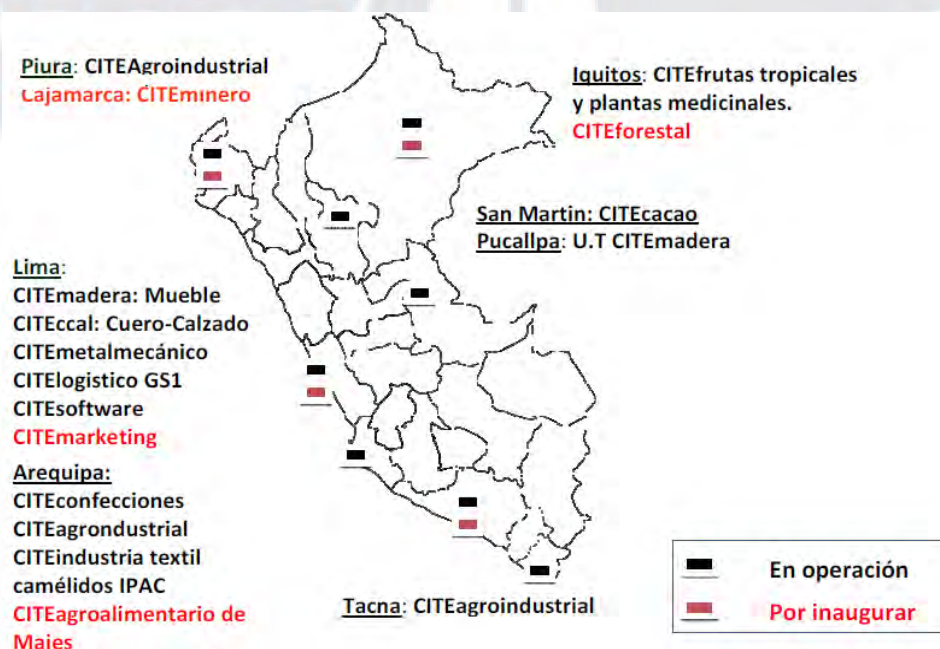 Piura: CITEAgroindustrial
Cajamarca: CITEminero
Iquitos: CITEfrutas tropicales
y plantas medicinales.
CITEforestal
San Martin: CITEcacao
Pucallpa: U.T CITEmadera
Lima:
CITEmadera: Mueble
CITEccal: Cuero-Calzado
CITEmetalmecánico
CITElogistico GS1
CITEsoftware
CITEmarketing
Arequipa:
CITEconfecciones
CITEagrondustrial
CITEindustria textil
camélidos IPAC
CITEagroalimentario de
Majes
Tacna: CITEagroindustrial
En operación
Por inaugurar